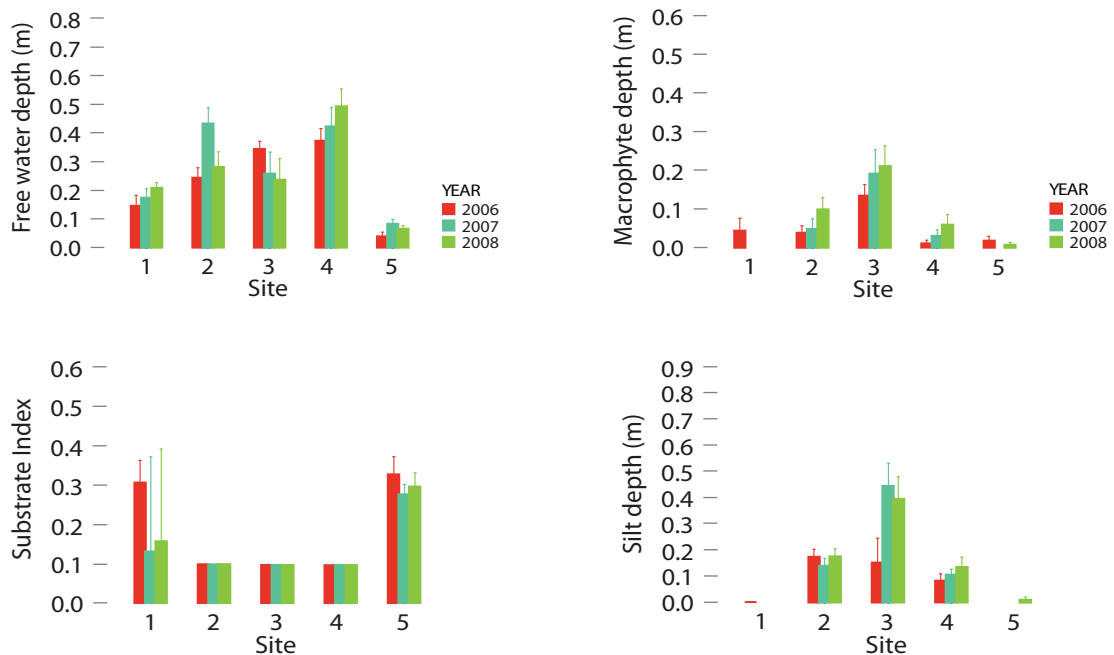 Free water depth (m)
0.8
0.7
0.6
0.5
0.4
0.3
0.2
0.1
0.0
1 2 3 4 5
Site
YEAR
2006
2007
2008
Macrophyte depth (m)
0.6
0.5
0.4
0.3
0.2
0.1
0.0
1 2 3 4 5
Site
YEAR
2006
2007
2008
Substrate Index
0.6
0.5
0.4
0.3
0.2
0.1
0.0
1 2 3 4 5
Site
Silt depth (m)
0.9
0.8
0.7
0.6
0.5
0.4
0.3
0.2
0.1
0.0
1 2 3 4 5
Site